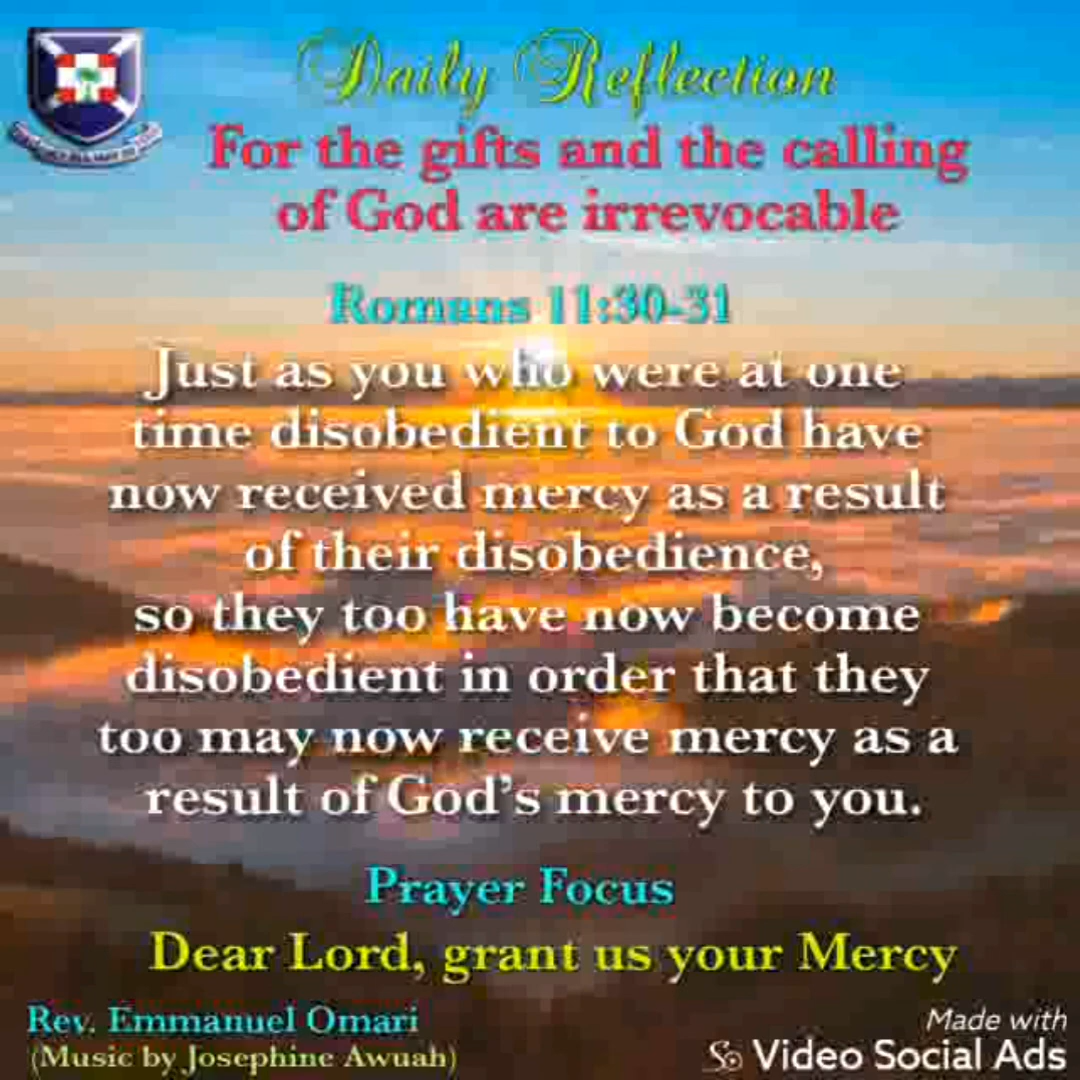 Daily Reflection
For the gifts and the calling
of God are irrevocable
Romans 11:30-31
Just as you who were at one
time disobedient to God have
now received mercy as a result
of their disobedience,
so they too have now become
disobedient in order that they
too may now receive mercy as a
result of God's mercy to you.
Prayer Focus
Dear Lord, grant us your Mercy
Rev. Emmanuel Omari
(Music by Josephine Awuah)
Made with
Video Social Ads